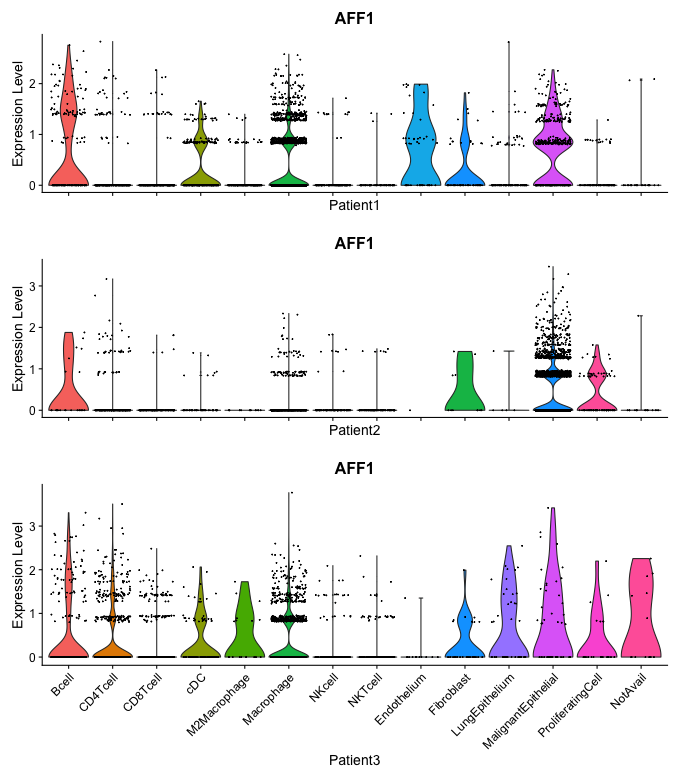 AFF1
Expression Level
2
1
0
Patient1
AFF1
Expression Level
3
2
1
0
Patient2
AFF1
Expression Level
3
2
1
0
Bcell
CD4Tcell
CD8Tcell
cDC
M2Macrophage
Macrophage
NKcell
NKTcell
Endothelium
Fibroblast
LungEpithelium
MalignantEpithelial
ProliferatingCell
NotAvail
Patient3